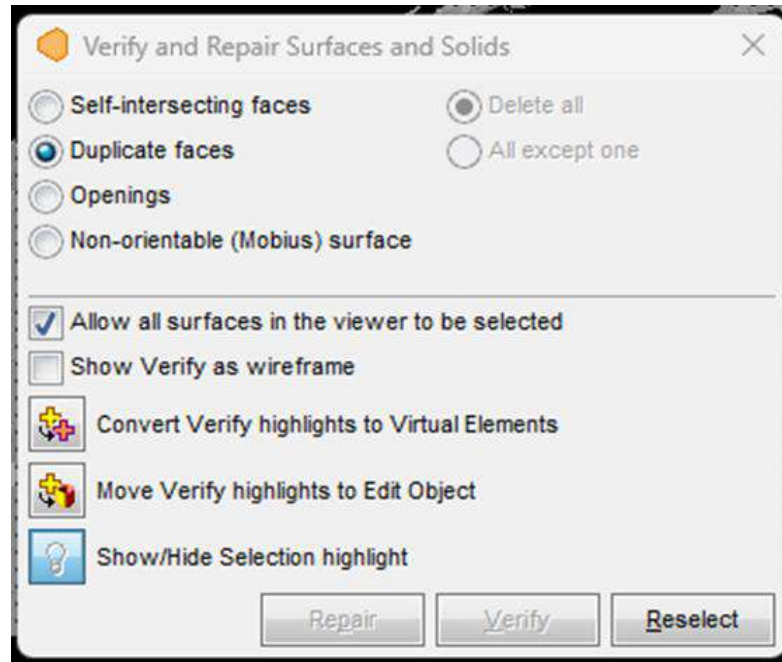 Verify and Repair Surfaces and Solids
Self-intersecting faces
Delete all
Duplicate faces
All except one
Openings
Non-orientable (Mobius) surface
Allow all surfaces in the viewer to be selected
Show Verify as wireframe
Convert Verify highlights to Virtual Elements
Move Verify highlights to Edit Object
Show/Hide Selection highlight
Repair
Verify
Reselect